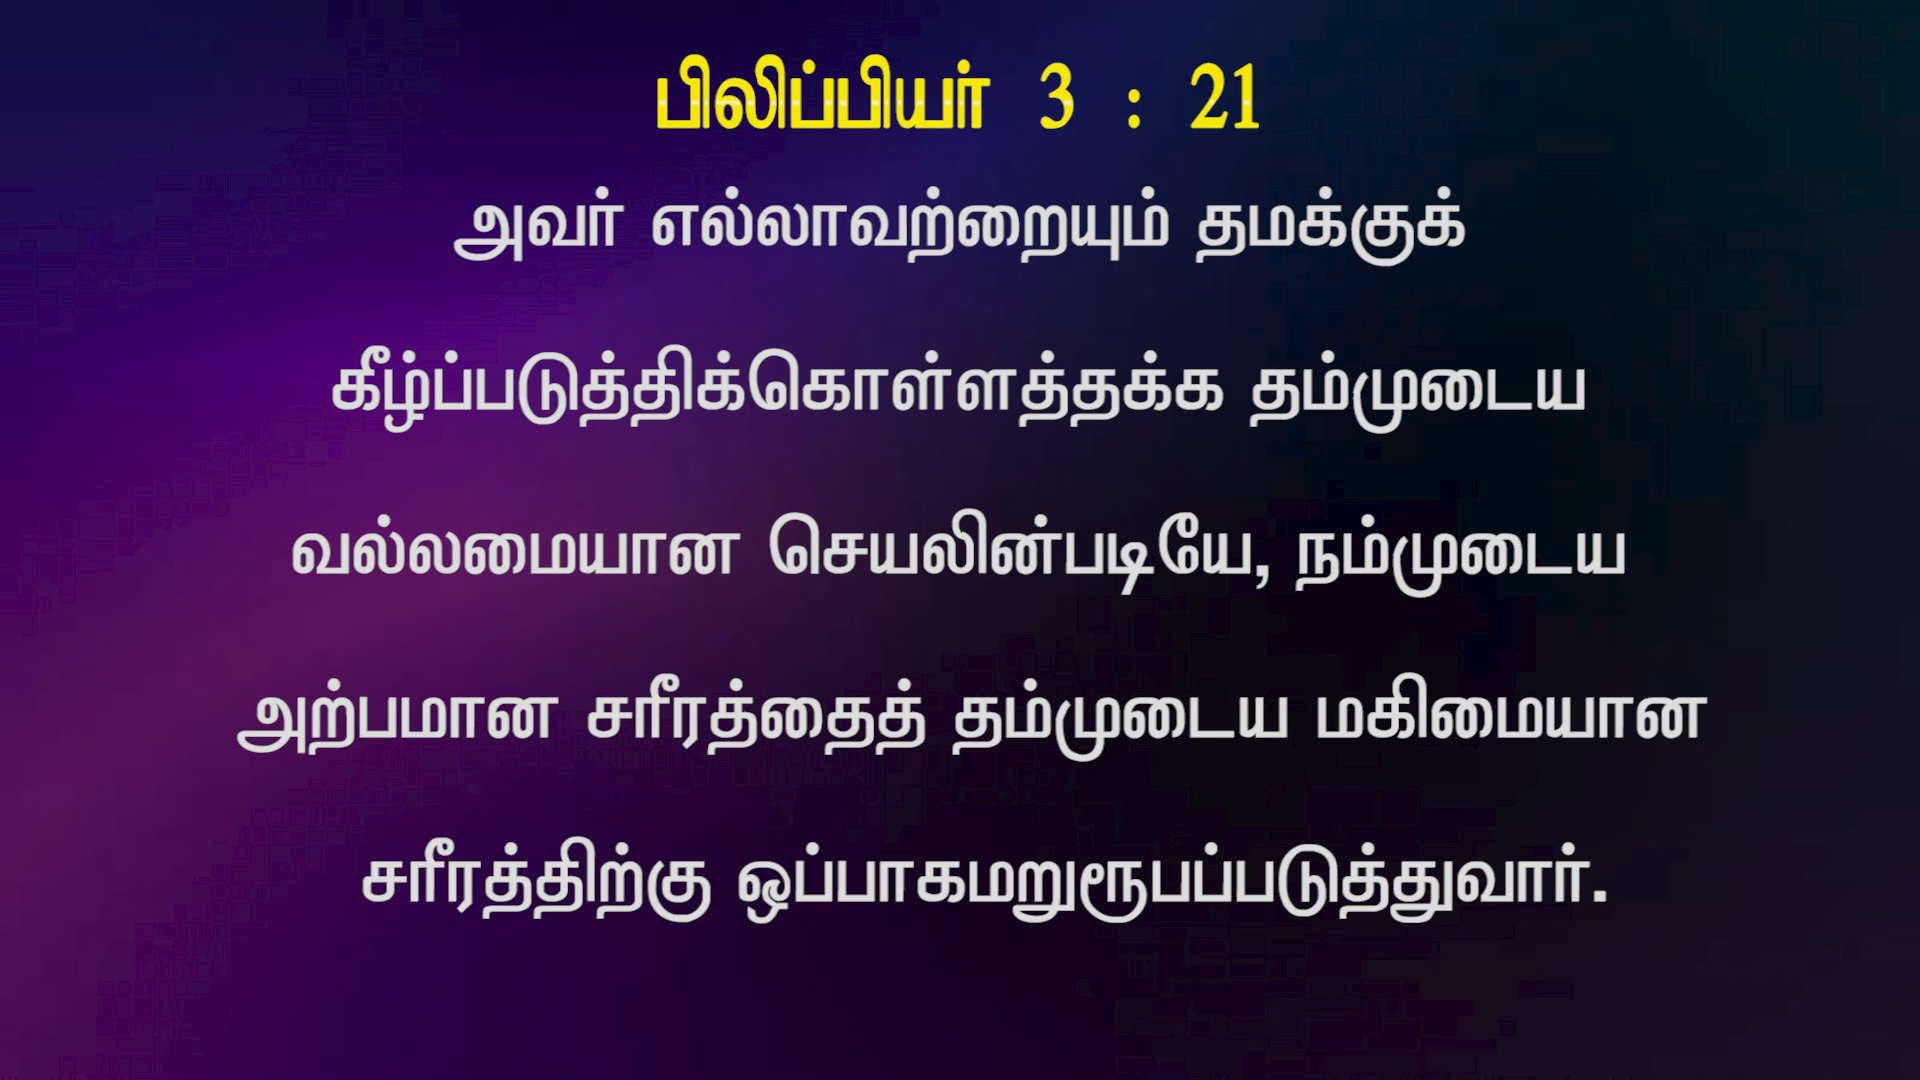 பிலிப்பியர் 3 : 21
அவர் எல்லாவற்றையும் தமக்குக்
கீழ்ப்படுத்திக்கொள்ளத்தக்க தம்முடைய
வல்லமையான செயலின்படியே, நம்முடைய
அற்பமான சரீரத்தைத் தம்முடைய மகிமையான
சரீரத்திற்கு ஒப்பாகமறுரூபப்படுத்துவார்.